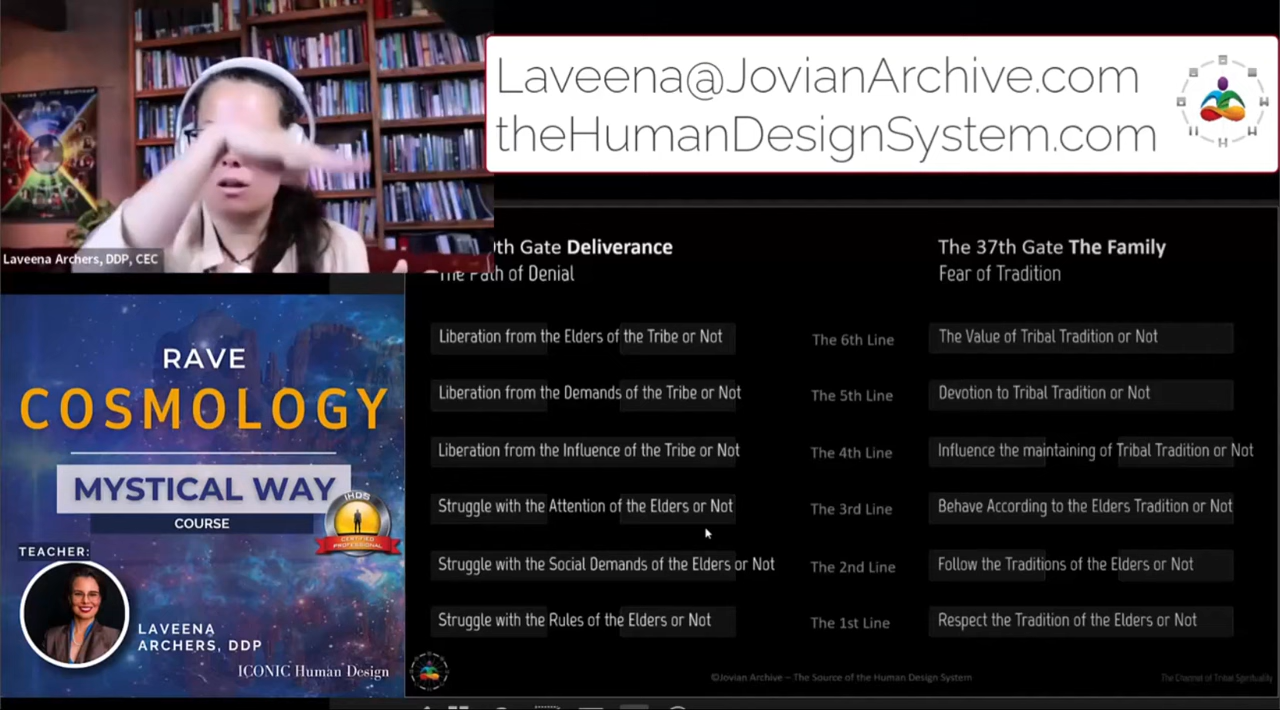 Laveena@JovianArchive.com
theHumanDesignSystem.com
Laveena Archers, DDP, CEC
th Gate Deliverance
The Path of Denial
The 37th Gate The Family
Fear of Tradition
Liberation from the Elders of the Tribe or Not
The 6th Line
The Value of Tribal Tradition or Not
Liberation from the Demands of the Tribe or Not
The 5th Line
Devotion to Tribal Tradition or Not
Liberation from the Influence of the Tribe or Not
The 4th Line
Influence the maintaining of Tribal Tradition or Not
Struggle with the Attention of the Elders or Not
The 3rd Line
Behave According to the Elders Tradition or Not
Struggle with the Social Demands of the Elders or Not
The 2nd Line
Follow the Traditions of the Elders or Not
Struggle with the Rules of the Elders or Not
The 1st Line
Respect the Tradition of the Elders or Not
©Jovian Archive – The Source of the Human Design System
The Channel of Tribal Spirituality
RAVE
COSMOLOGY
MYSTICAL WAY
COURSE
IHDS
CERTIFIED
PROFESSIONAL
TEACHER:
LAVEENA
ARCHERS, DDP
ICONIC Human Design